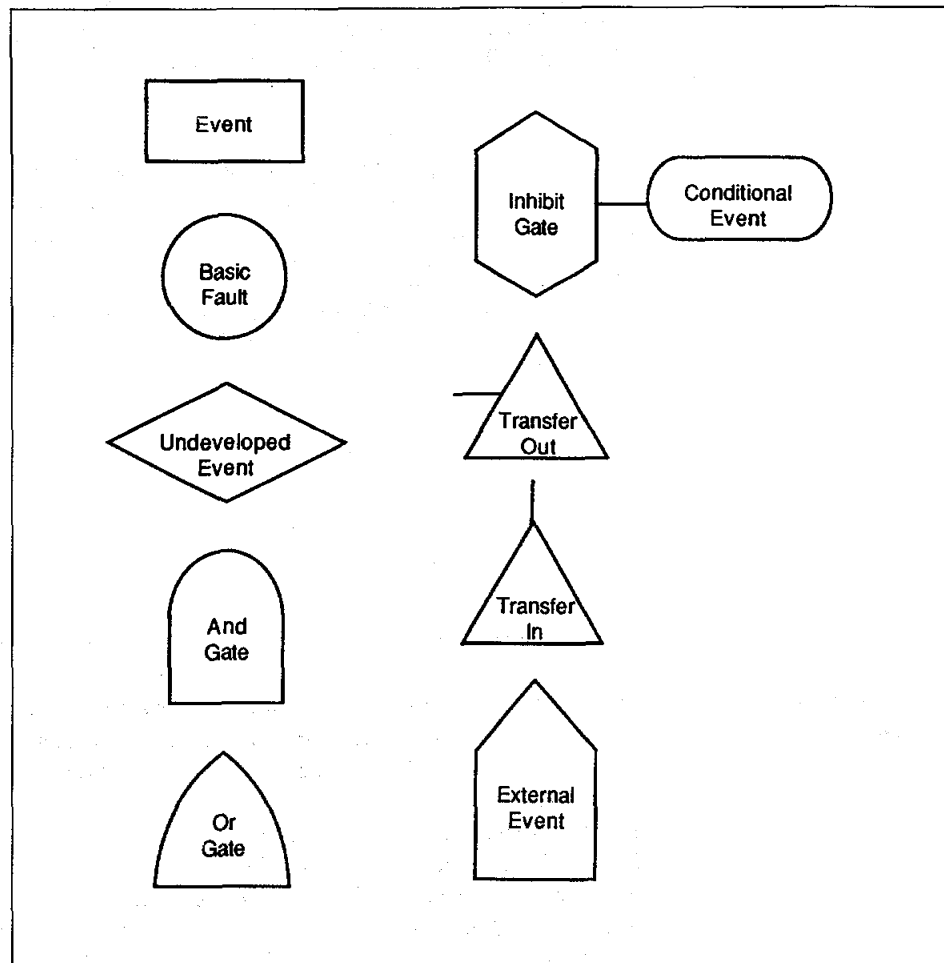 Event
Basic
Fault
Undeveloped
Event
And
Gate
Or
Gate
Inhibit
Gate
Conditional
Event
Transfer
Out
Transfer
In
External
Event